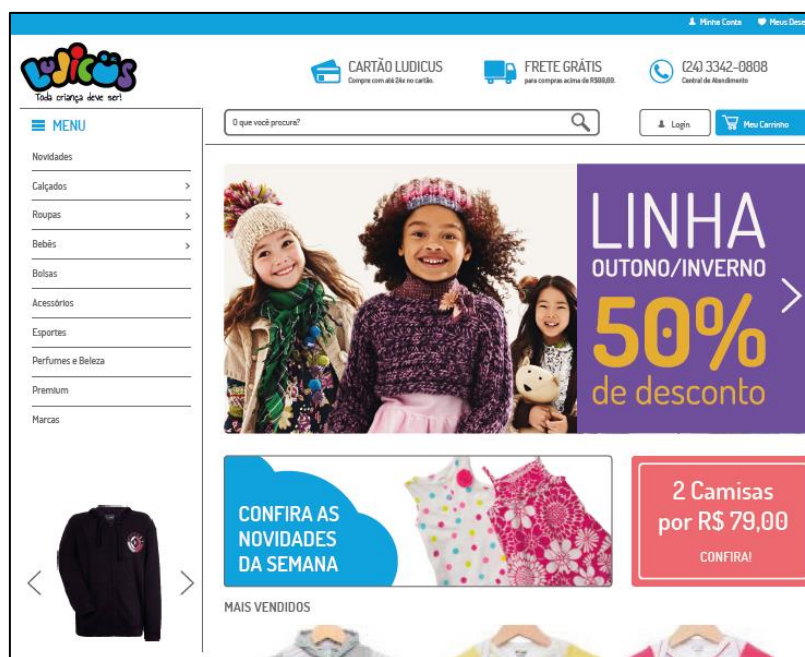 Minha Conta
Meus Dese
LUDICUS
Toda criança deve ser!
CARTÃO LUDICUS
Compre com até 24x no cartão.
FRETE GRÁTIS
para compras acima de R$500,00.
(24) 3342-0808
Central de Atendimento
MENU
O que você procura?
Login
Meu Carrinho
Novidades
Calçados
Roupas
Bebês
Bolsas
Acessórios
Esportes
Perfumes e Beleza
Premium
Marcas
LINHA
OUTONO/INVERNO
50%
de desconto
CONFIRA AS
NOVIDADES
DA SEMANA
2 Camisas
por R$ 79,00
CONFIRA!
MAIS VENDIDOS